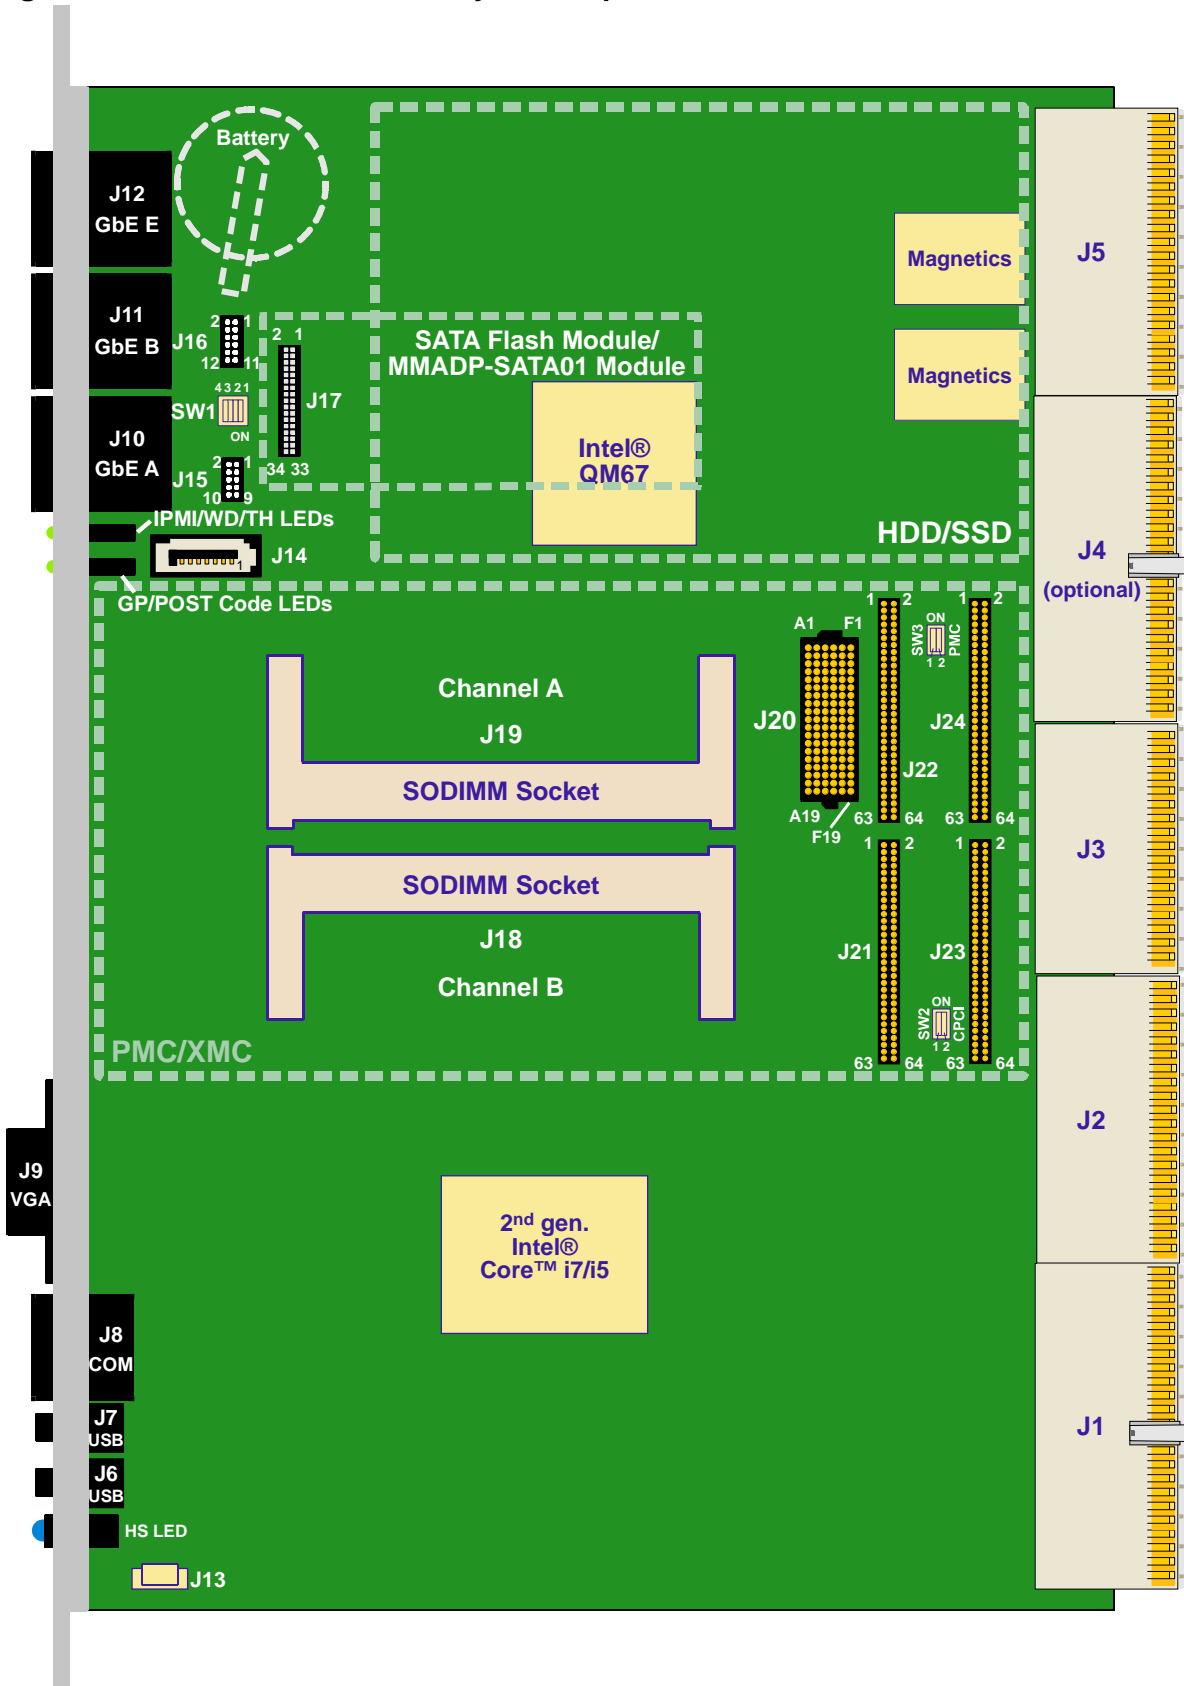 Battery
J12
GbE E
J5
Magnetics
J11
GbE B
2 1
J16
12 11
2 1
SATA Flash Module/
MMADP-SATA01 Module
Magnetics
4 3 2 1
SW1
ON
J17
J10
GbE A
Intel®
QM67
2 1
J15
10 9
34 33
IPMI/WD/TH LEDs
HDD/SSD
J14
1
J4
(optional)
GP/POST Code LEDs
1 2
1 2
A1 F1
ON
SW3
PMC
1 2
Channel A
J20
J24
J19
J22
SODIMM Socket
A19
F19
63 64
63 64
1 2
1 2
J3
SODIMM Socket
J18
J21
J23
Channel B
ON
SW2
CPCI
1 2
PMC/XMC
63 64
63 64
J2
J9
VGA
2nd gen.
Intel®
Core™ i7/i5
J8
COM
J7
USB
J1
J6
USB
HS LED
J13